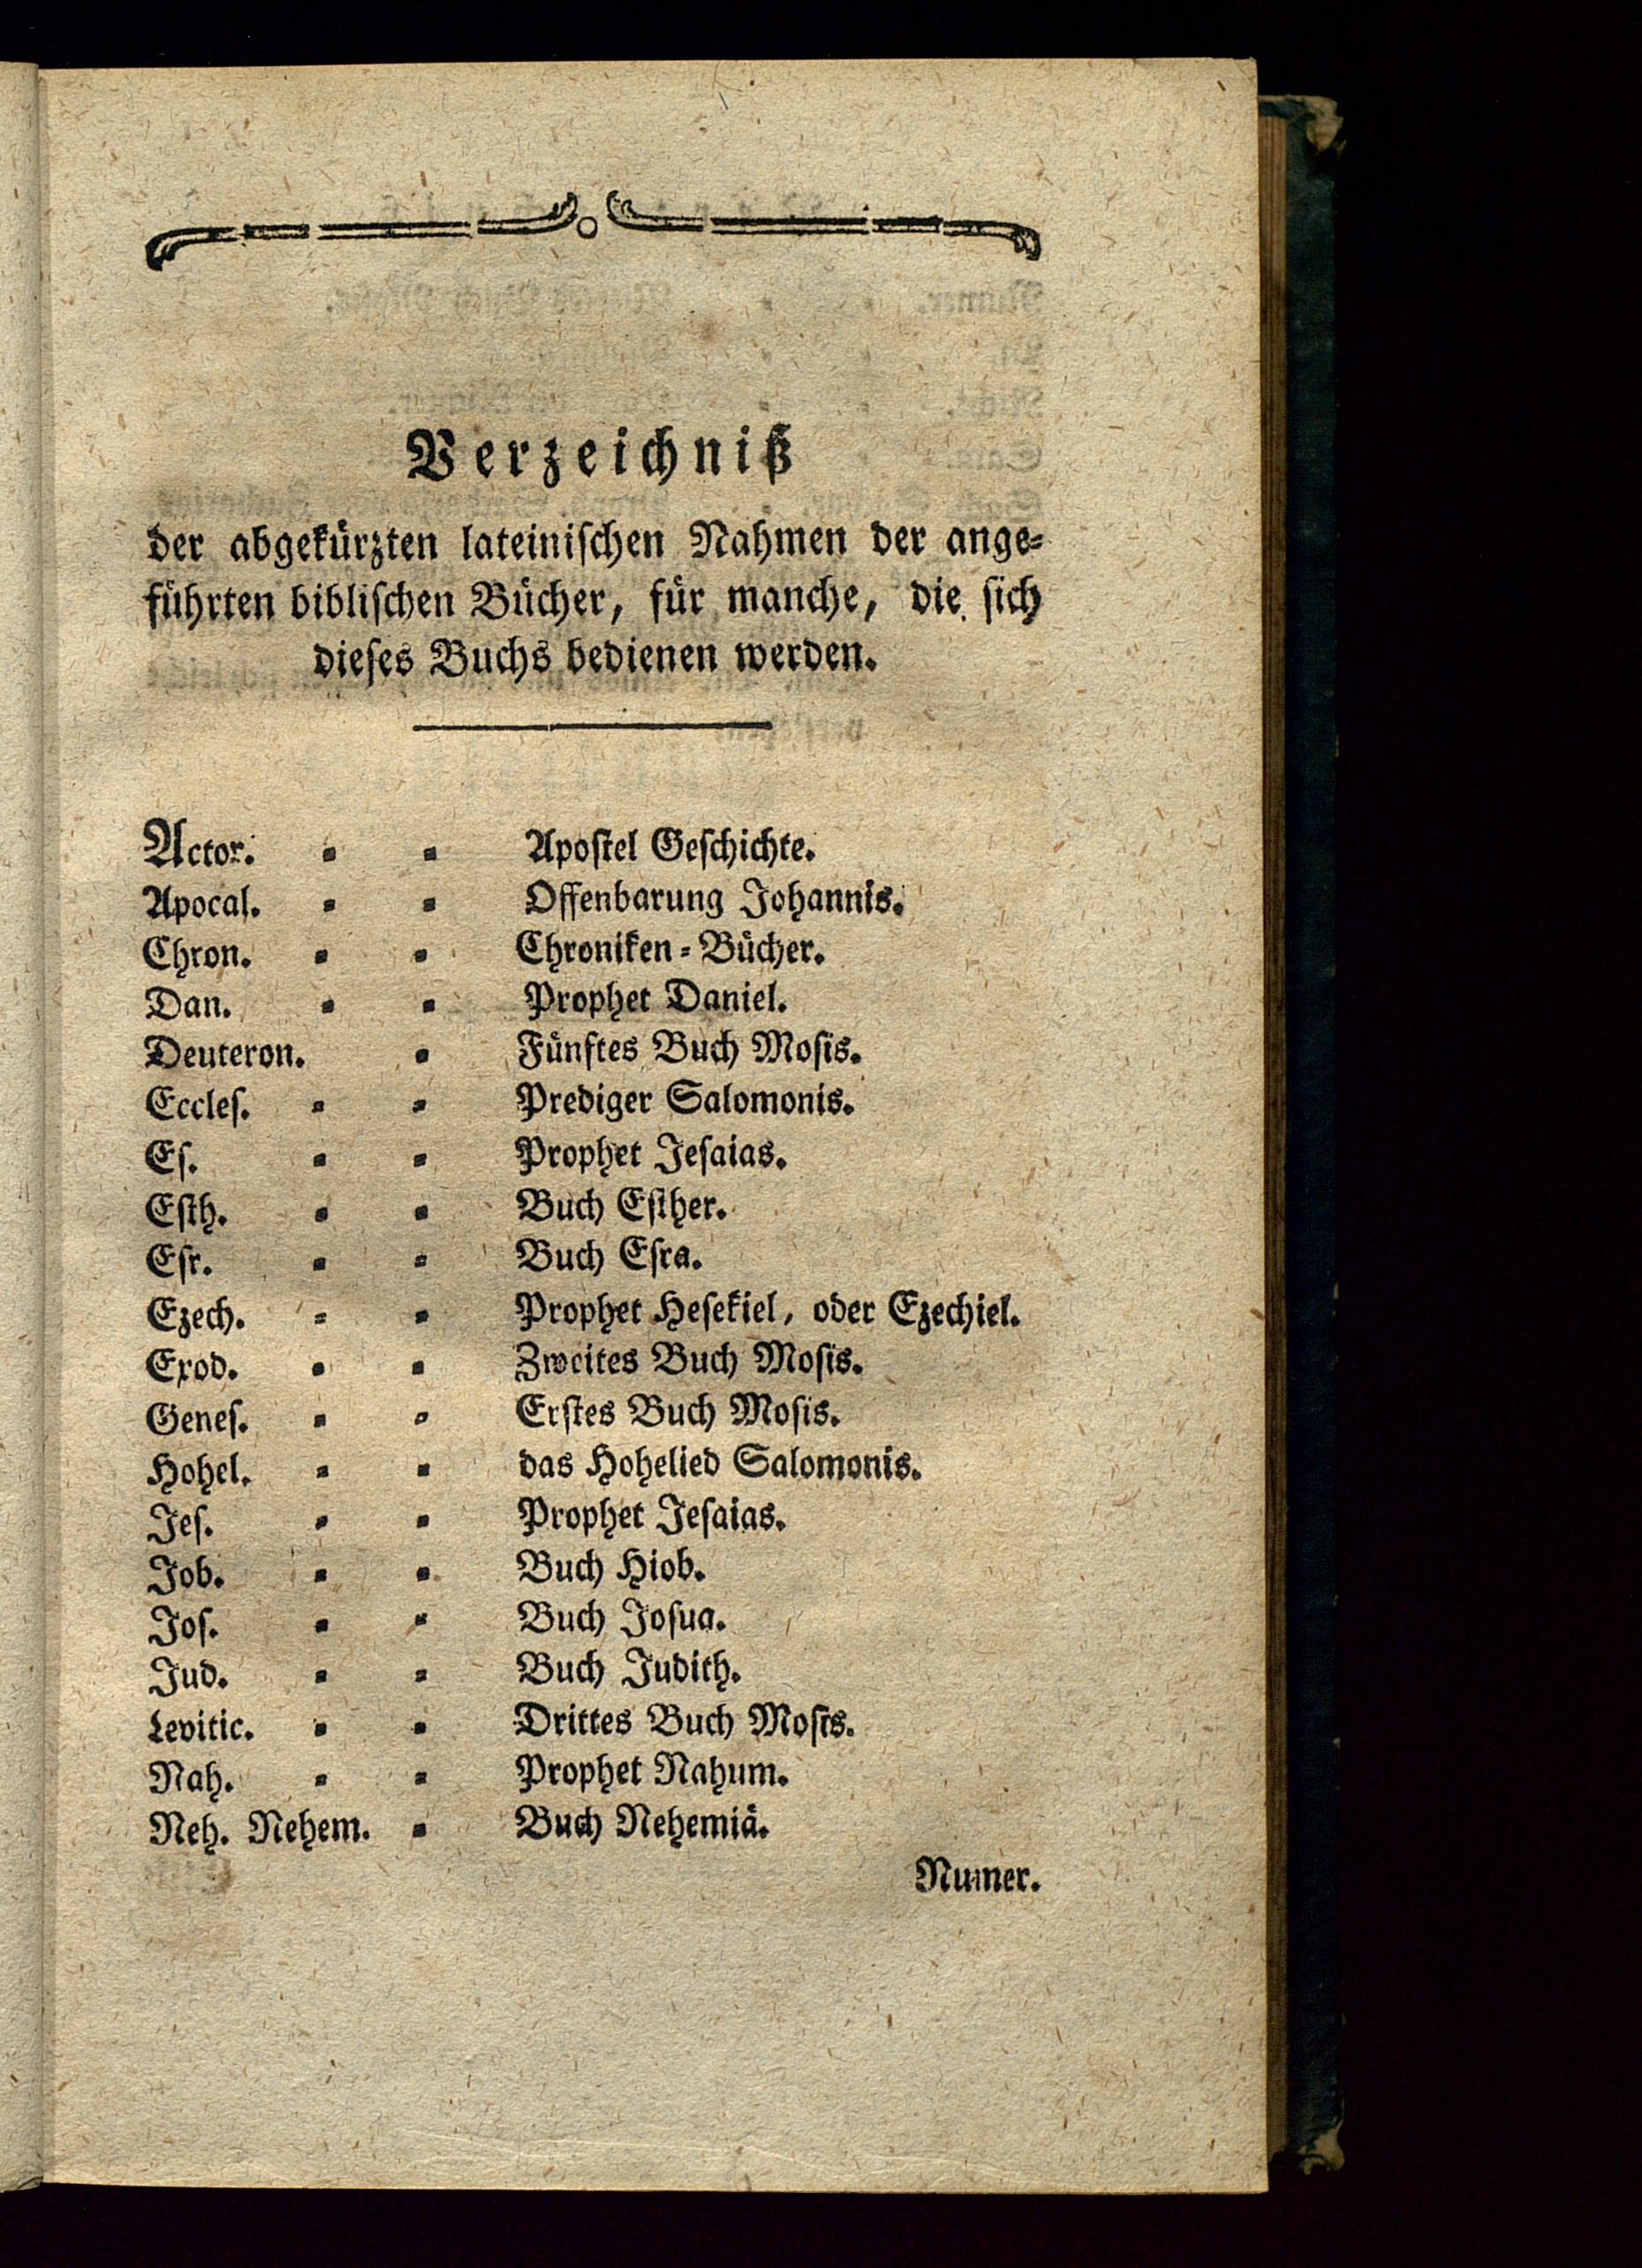 Verzeichniß
der abgekürzten lateiniſchen Nahmen der ange⸗
führten bibliſchen Bücher, für manche, die ſich
dieſes Buchs bedienen werden.
Actor. ⸗ ⸗ Apoſtel Geſchichte.
Apocal. ⸗ ⸗ Offenbarung Johannis.
Chron. ⸗ ⸗ Chroniken⸗Bücher.
Dan. ⸗ ⸗ Prophet Daniel.
Deuteron. ⸗ Fünftes Buch Moſis.
Eccleſ. ⸗ ⸗ Prediger Salomonis.
Eſ. ⸗ ⸗ Prophet Jeſaias.
Eſth. ⸗ ⸗ Buch Eſther.
Eſr. ⸗ ⸗ Buch Eſra.
Ezech. ⸗ ⸗ Prophet Heſekiel, oder Ezechiel.
Exod. ⸗ ⸗ Zweites Buch Moſis.
Geneſ. ⸗ ⸗ Erſtes Buch Moſis.
Hohel. ⸗ ⸗ das Hohelied Salomonis.
Jeſ. ⸗ ⸗ Prophet Jeſaias.
Job. ⸗ ⸗ Buch Hiob.
Joſ. ⸗ ⸗ Buch Joſua.
Jud. ⸗ ⸗ Buch Judith.
Levitic. ⸗ ⸗ Drittes Buch Moſis.
Nah. ⸗ ⸗ Prophet Nahum.
Neh. Nehem. ⸗ Buch Nehemiä.
Numer.